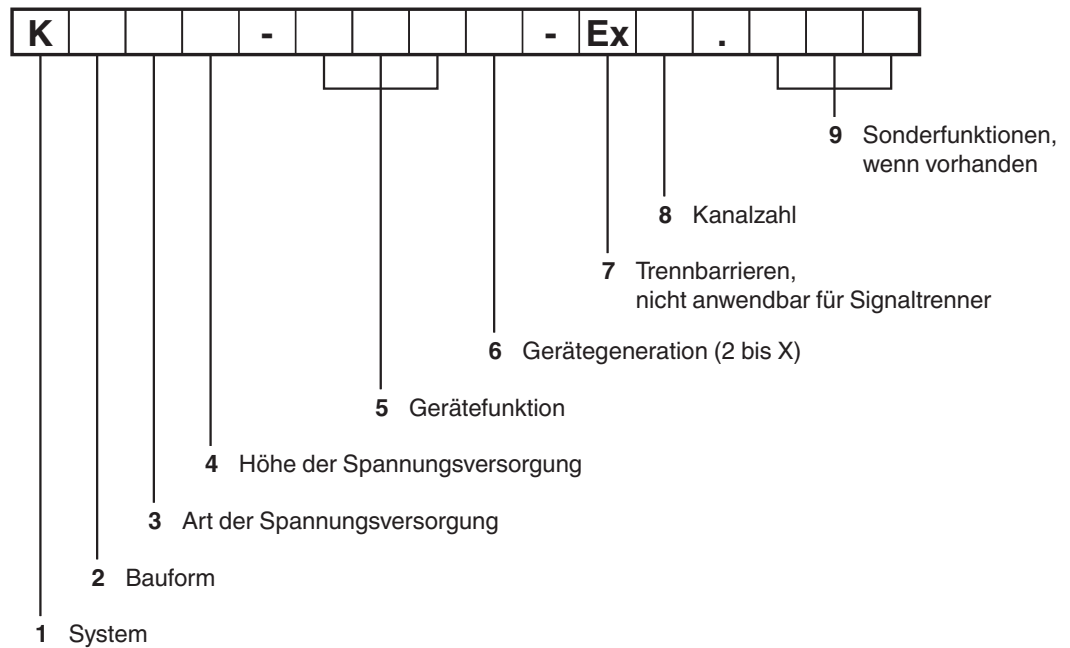 K - - Ex .
9 Sonderfunktionen,
wenn vorhanden
8 Kanalzahl
7 Trennbarrieren,
nicht anwendbar für Signaltrenner
6 Gerätegeneration (2 bis X)
5 Gerätefunktion
4 Höhe der Spannungsversorgung
3 Art der Spannungsversorgung
2 Bauform
1 System